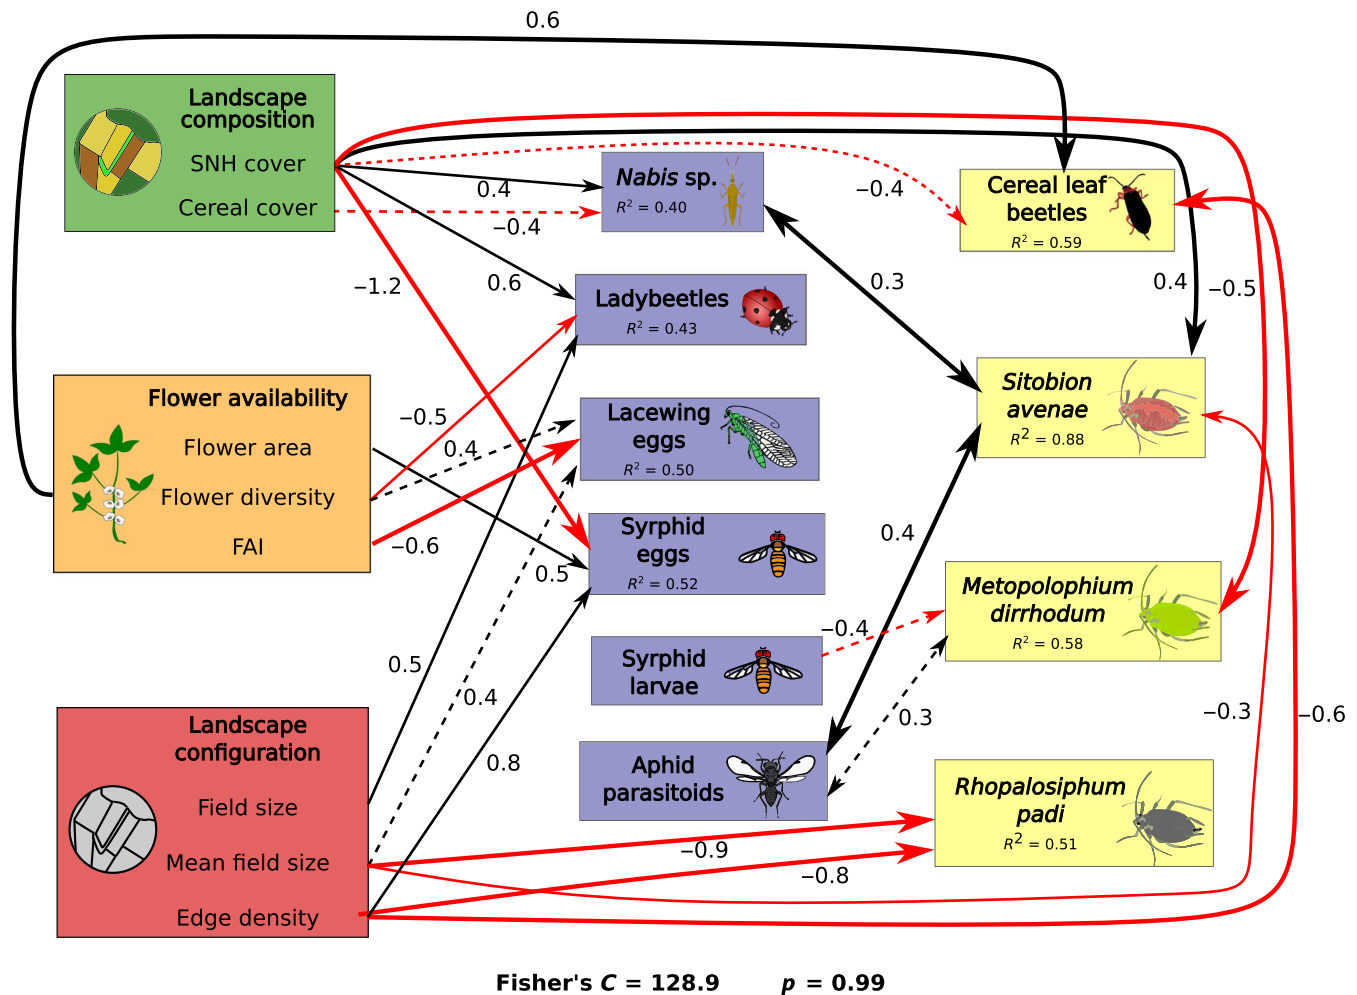 0.6
Landscape
composition
SNH cover
Cereal cover
Nabis sp.
R² = 0.40
Cereal leaf
beetles
R² = 0.59
0.4
–0.4
–0.4
–1.2
0.6
0.3
0.4
–0.5
Ladybeetles
R² = 0.43
Flower availability
Flower area
Flower diversity
FAI
–0.5
0.4
–0.6
Lacewing
eggs
R² = 0.50
Sitobion
avenae
R² = 0.88
Syrphid
eggs
R² = 0.52
0.5
0.4
Metopolophium
dirrhodum
R² = 0.58
–0.4
Syrphid
larvae
0.5
0.4
0.3
–0.3
–0.6
0.8
Landscape
configuration
Field size
Mean field size
Edge density
Aphid
parasitoids
Rhopalosiphum
padi
R² = 0.51
–0.9
–0.8
Fisher's C = 128.9 p = 0.99